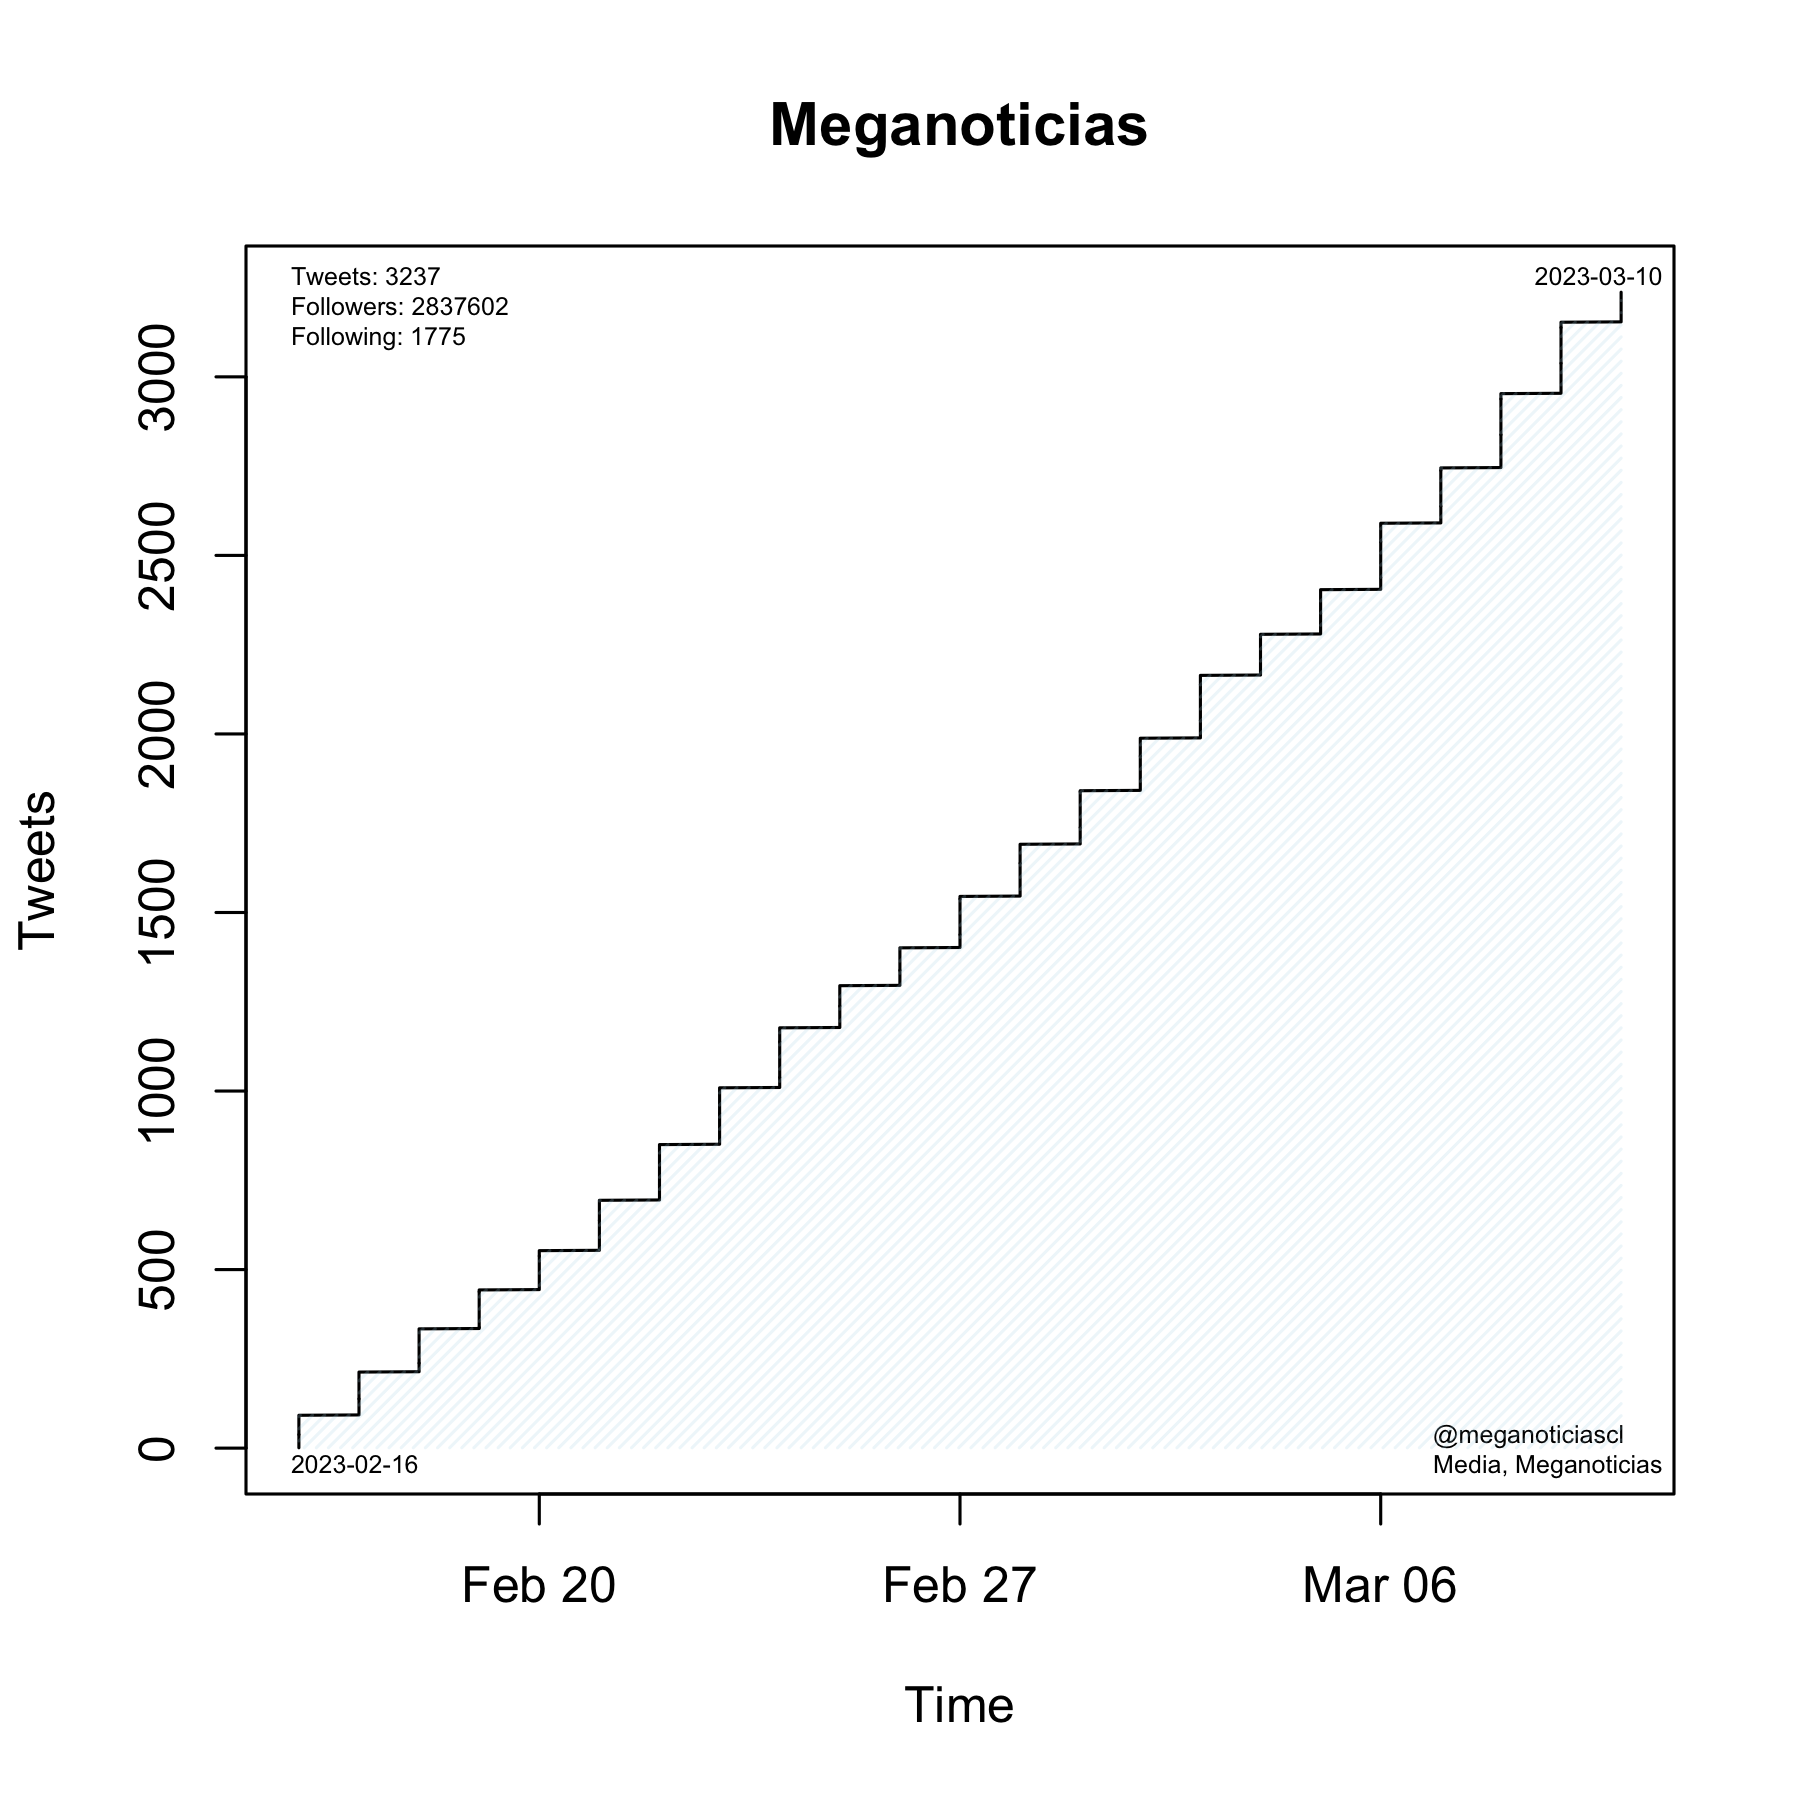 Meganoticias
Tweets: 3237
Followers: 2837602
Following: 1775
2023-03-10
3000
2500
2000
1500
1000
500
0
Tweets
2023-02-16
@meganoticiascl
Media, Meganoticias
Feb 20
Feb 27
Mar 06
Time